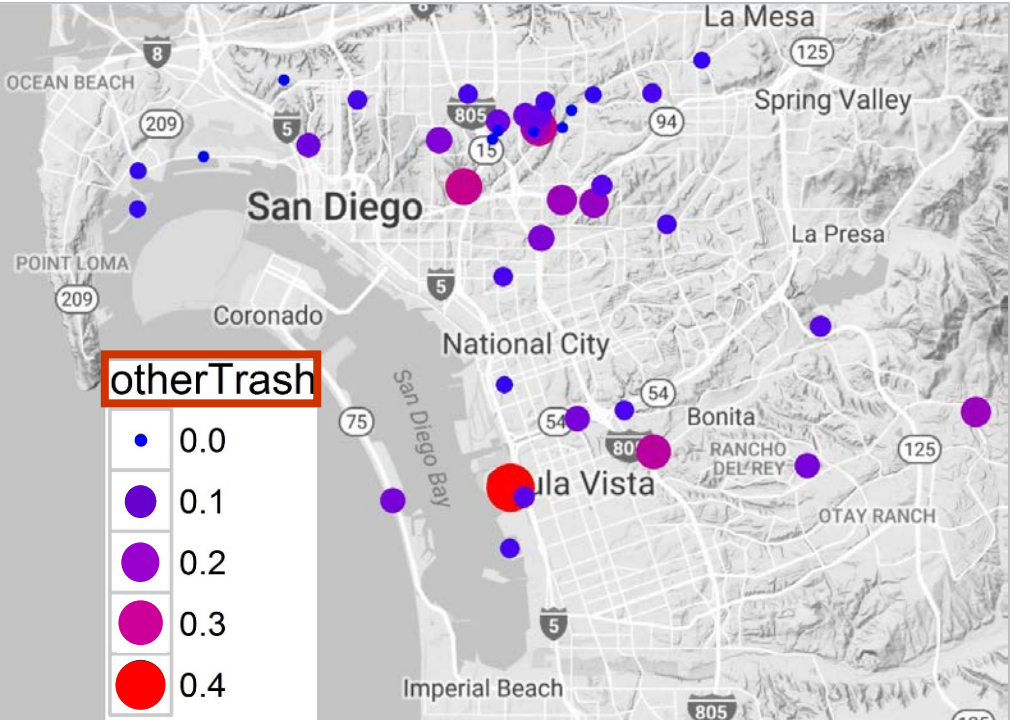 La Mesa
8
8
125
OCEAN BEACH
805
Spring Valley
209
5
94
15
San Diego
La Presa
POINT LOMA
209
5
Coronado
National City
otherTrash
54
75
54
Bonita
San Diego Bay
0.0
80
RANCHO
DEL REY
125
ula Vista
0.1
OTAY RANCH
0.2
0.3
5
0.4
Imperial Beach
805